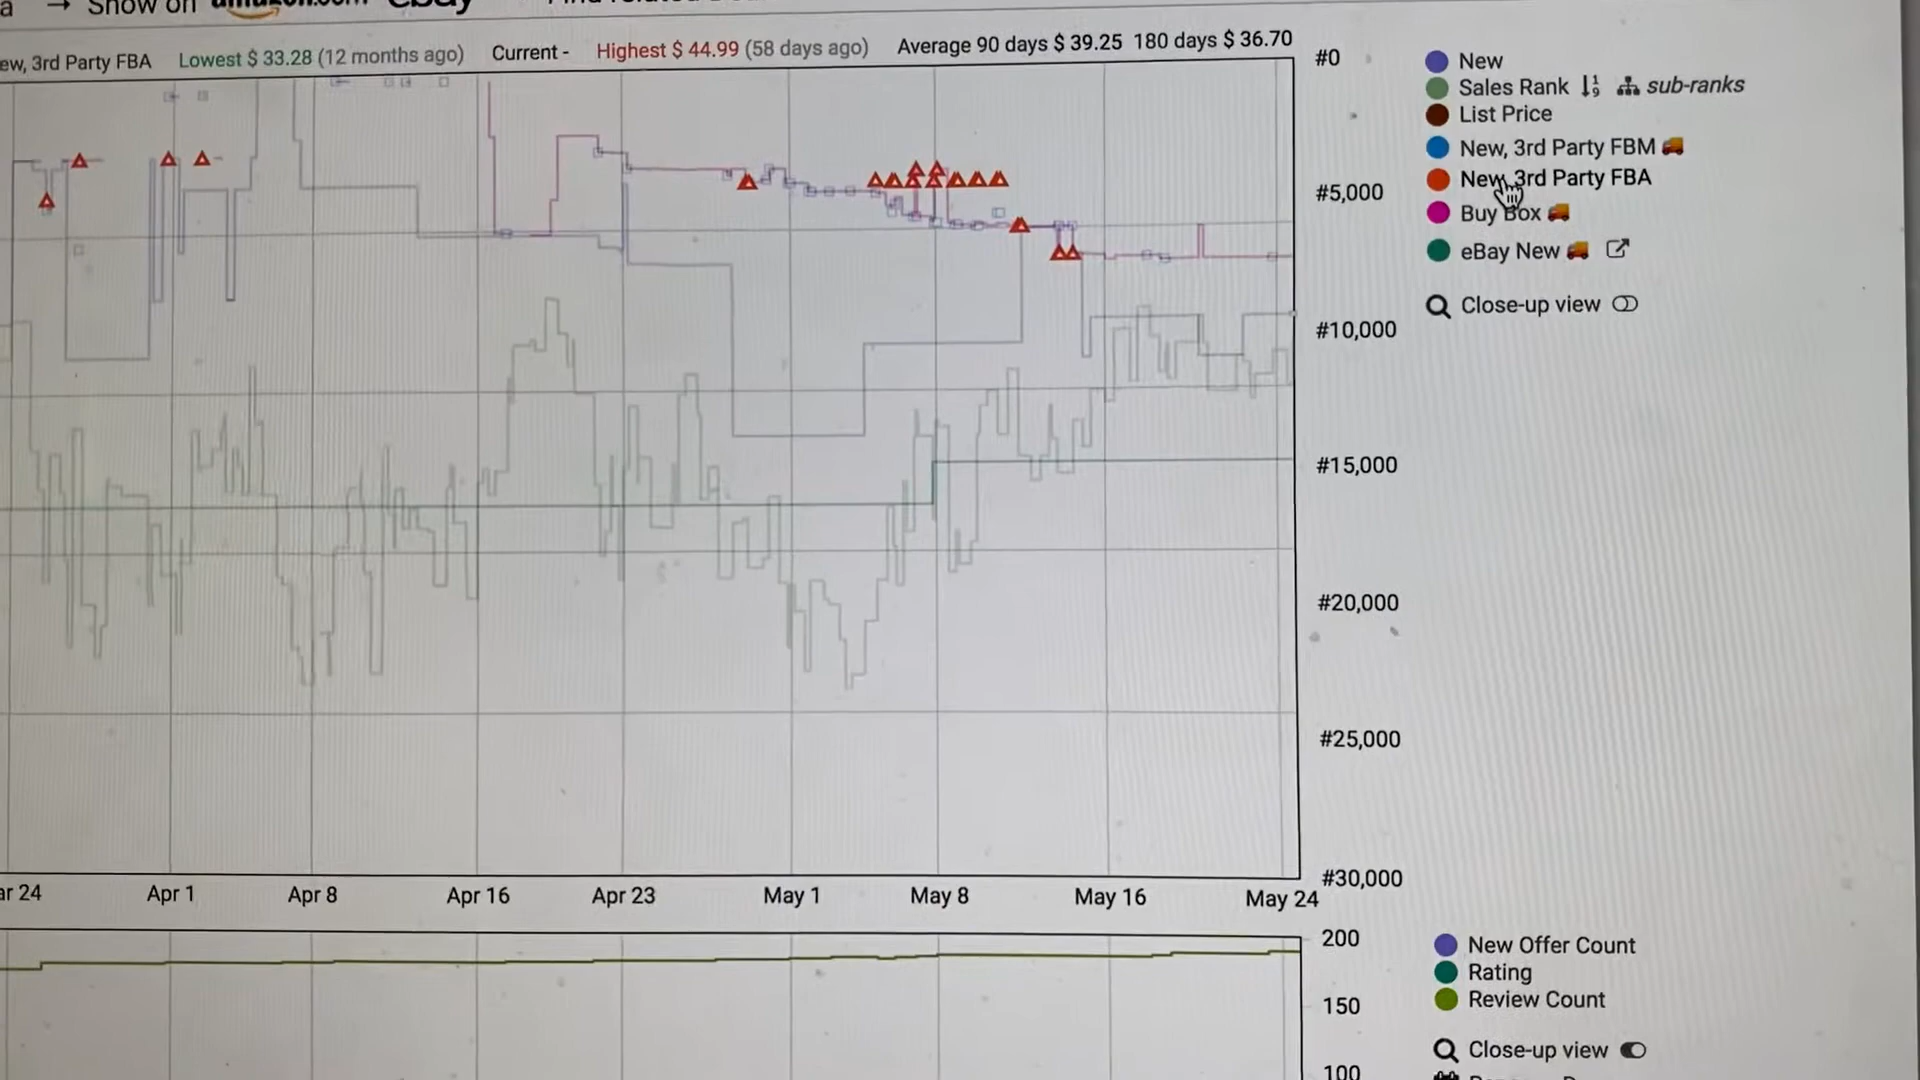 a → Show on amazon.com ebay
ew, 3rd Party FBA Lowest $ 33.28 (12 months ago) Current - Highest $ 44.99 (58 days ago) Average 90 days $ 39.25 180 days $ 36.70
#0
#5,000
#10,000
#15,000
#20,000
#25,000
#30,000
New
Sales Rank sub-ranks
List Price
New, 3rd Party FBM
New, 3rd Party FBA
Buy Box
eBay New
Close-up view
ar 24 Apr 1 Apr 8 Apr 16 Apr 23 May 1 May 8 May 16 May 24
200
150
100
New Offer Count
Rating
Review Count
Close-up view